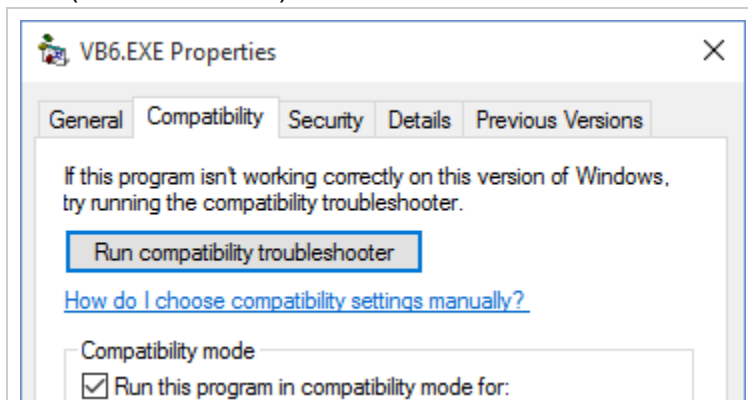 VB6.EXE Properties
General Compatibility Security Details Previous Versions
If this program isn't working correctly on this version of Windows,
try running the compatibility troubleshooter.
Run compatibility troubleshooter
How do I choose compatibility settings manually?
Compatibility mode
Run this program in compatibility mode for: